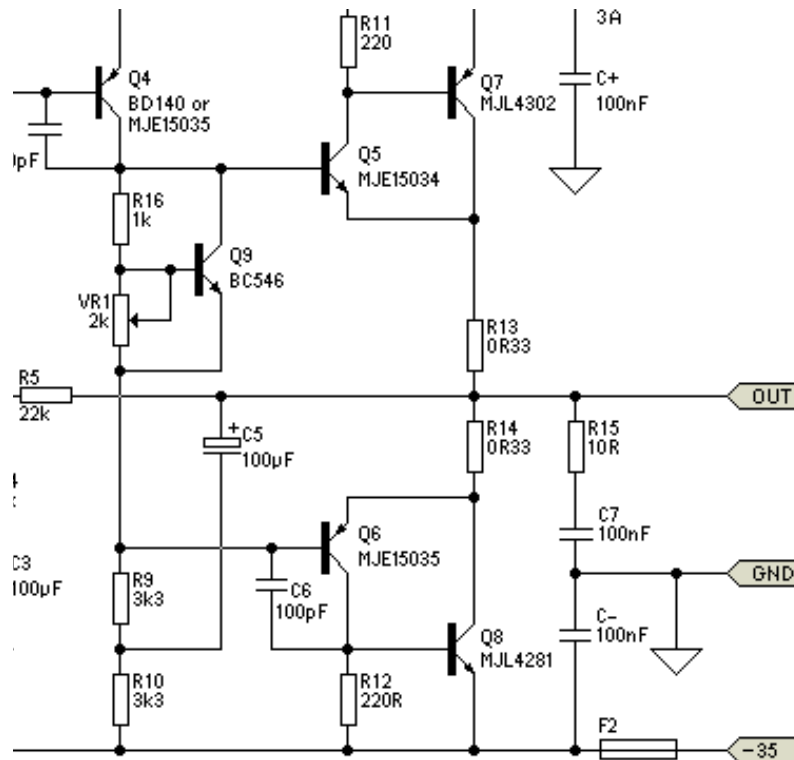 R11
220
3A
Q4
BD140 or
MJE15035
Q7
MJL4302
C+
100nF
0pF
Q5
MJE15034
R16
1k
Q9
BC546
VR1
2k
R13
0R33
R5
22k
OUT
+
C5
100µF
R14
0R33
R15
10R
Q6
MJE15035
C7
100nF
C3
100µF
R9
3k3
C6
100pF
GND
Q8
MJL4281
C-
100nF
R10
3k3
R12
220R
F2
-35